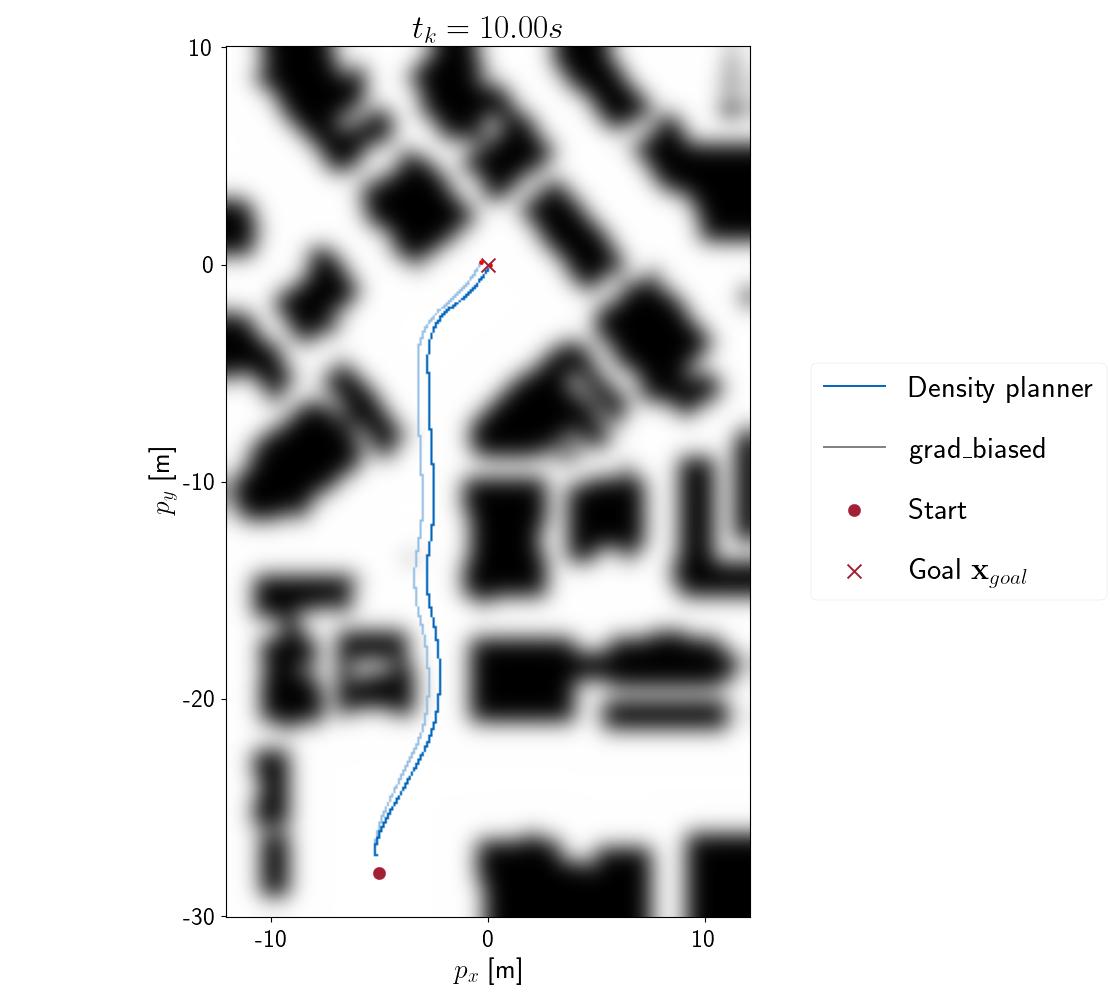 t_k = 10.00s
10
0
-10
-20
-30
p_y [m]
-10
0
10
p_x [m]
Density planner
grad_biased
Start
Goal x_goal